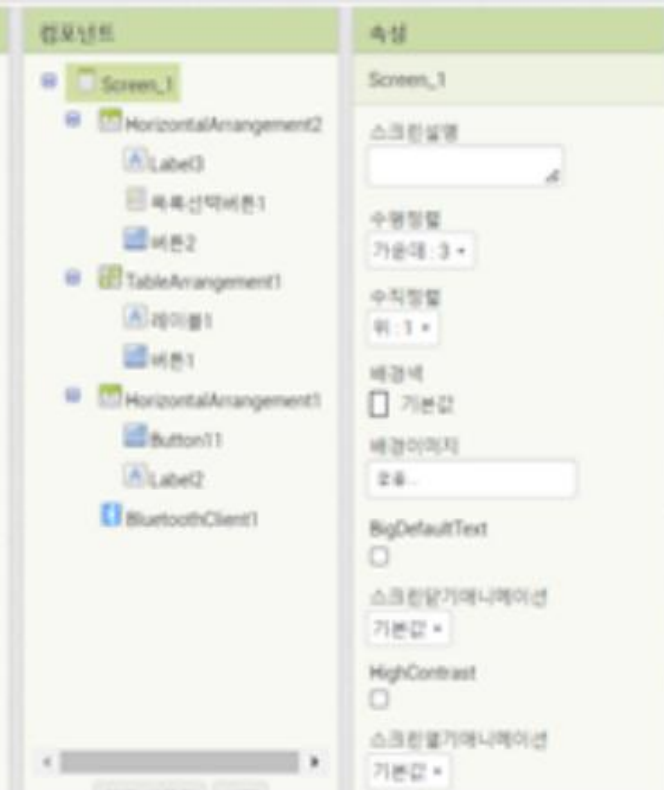 컴포넌트
Screen_1
HorizontalArrangement2
Label3
목록선택버튼1
버튼2
TableArrangement1
레이블1
버튼1
HorizontalArrangement1
Button11
Label2
BluetoothClient1
속성
Screen_1
스크린설명
수평정렬
가운데 : 3
수직정렬
위 : 1
배경색
기본값
배경이미지
없음...
BigDefaultText
스크린닫기애니메이션
기본값
HighContrast
스크린열기애니메이션
기본값